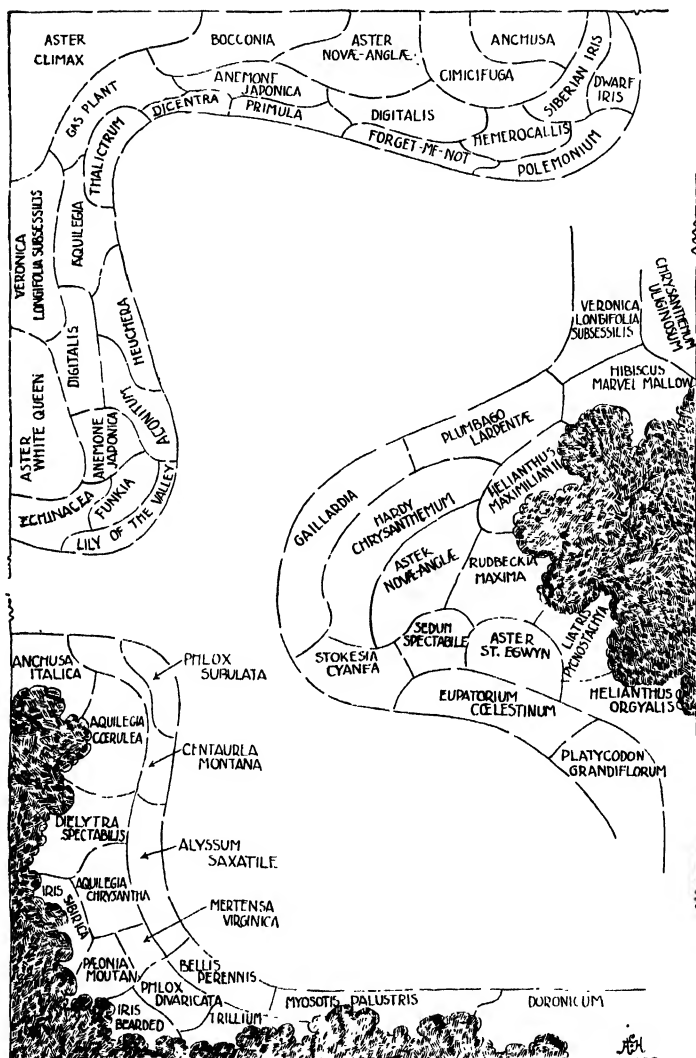 ASTER
CLIMAX
BOCCONIA
ASTER
NOVÆ-ANGLÆ
ANCHUSA
GAS PLANT
ANEMONE
JAPONICA
CIMICIFUGA
SIBERIAN IRIS
DWARF
IRIS
DICENTRA
PRIMULA
DIGITALIS
HEMEROCALLIS
THALICTRUM
FORGET-ME-NOT
POLEMONIUM
VERONICA
LONGIFOLIA SUBSESSILIS
AQUILEGIA
DIGITALIS
HEUCHERA
ACONITUM
ASTER
WHITE QUEEN
ANEMONE
JAPONICA
ECHINACEA
FUNKIA
LILY OF THE VALLEY
VERONICA
LONGIFOLIA
SUBSESSILIS
CHRYSANTHEMUM
ULIGINOSUM
HIBISCUS
MARVEL MALLOW
PLUMBAGO
LARPENTÆ
HELIANTHUS
MAXIMILIANII
GAILLARDIA
HARDY
CHRYSANTHEMUM
ASTER
NOVÆ-ANGLÆ
RUDBECKIA
MAXIMA
STOKESIA
CYANEA
SEDUM
SPECTABILE
ASTER
ST. EGWYN
LIATRIS
PYCNOSTACHYA
HELIANTHUS
ORGYALIS
EUPATORIUM
CŒLESTINUM
PLATYCODON
GRANDIFLORUM
ANCHUSA
ITALICA
PHLOX
SUBULATA
AQUILEGIA
CŒRULEA
CENTAUREA
MONTANA
DIELYTRA
SPECTABILIS
ALYSSUM
SAXATILE
IRIS
SIBIRICA
AQUILEGIA
CHRYSANTHA
MERTENSA
VIRGINICA
PÆONIA
MOUTAN
BELLIS
PERENNIS
PHLOX
DIVARICATA
IRIS
BEARDED
TRILLIUM
MYOSOTIS PALUSTRIS
DORONICUM